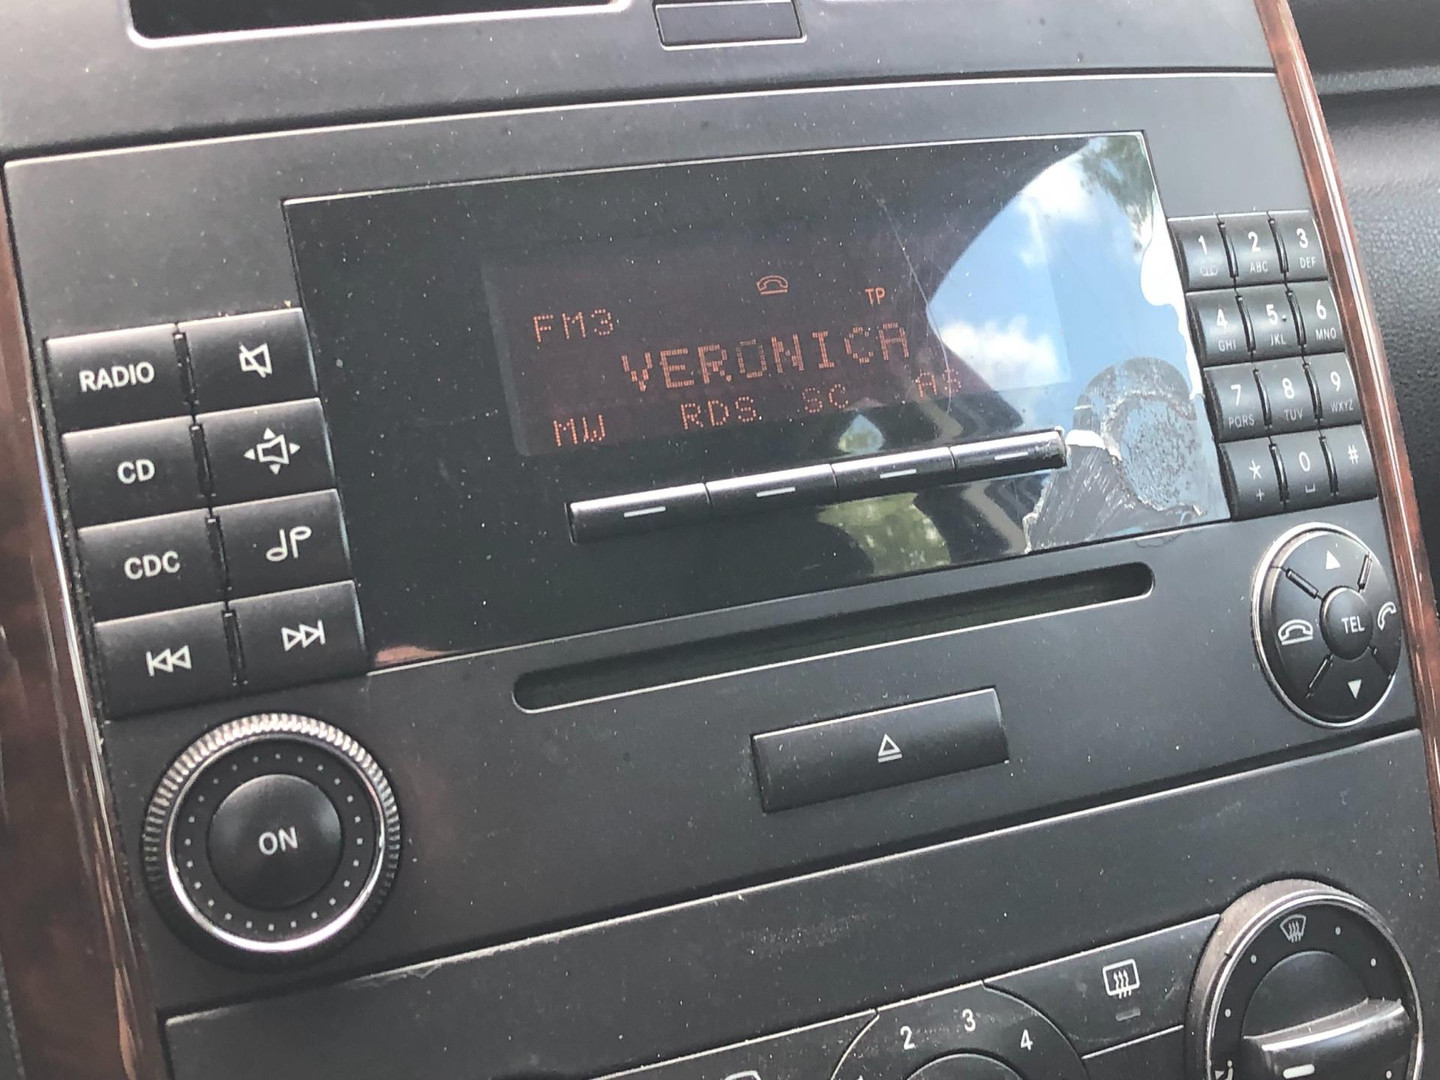 FM3
TP
VERONICA
MW RDS SC AS
RADIO
CD
CDC
ON
1
2 ABC
3 DEF
4 GHI
5 JKL
6 MNO
7 PQRS
8 TUV
9 WXYZ
* +
0
#
TEL
2 3 4